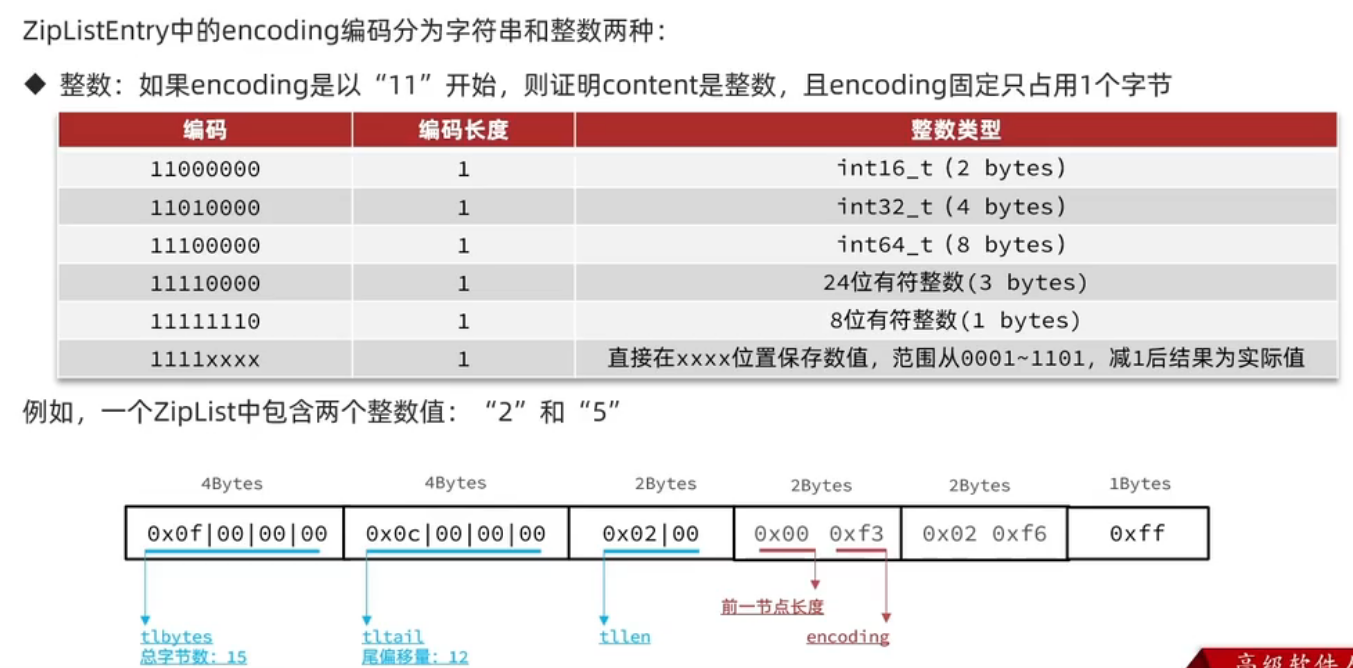 ZipListEntry中的encoding编码分为字符串和整数两种：
◆ 整数：如果encoding是以“11”开始，则证明content是整数，且encoding固定只占用1个字节
编码 编码长度 整数类型
11000000 1 int16_t（2 bytes）
11010000 1 int32_t（4 bytes）
11100000 1 int64_t（8 bytes）
11110000 1 24位有符整数(3 bytes)
11111110 1 8位有符整数(1 bytes)
1111xxxx 1 直接在xxxx位置保存数值，范围从0001~1101，减1后结果为实际值
例如，一个ZipList中包含两个整数值：“2”和“5”
4Bytes 4Bytes 2Bytes 2Bytes 2Bytes 1Bytes
0x0f|00|00|00 0x0c|00|00|00 0x02|00 0x00 0xf3 0x02 0xf6 0xff
前一节点长度
tlbytes tltail tllen encoding
总字节数：15 尾偏移量：12
高级软件